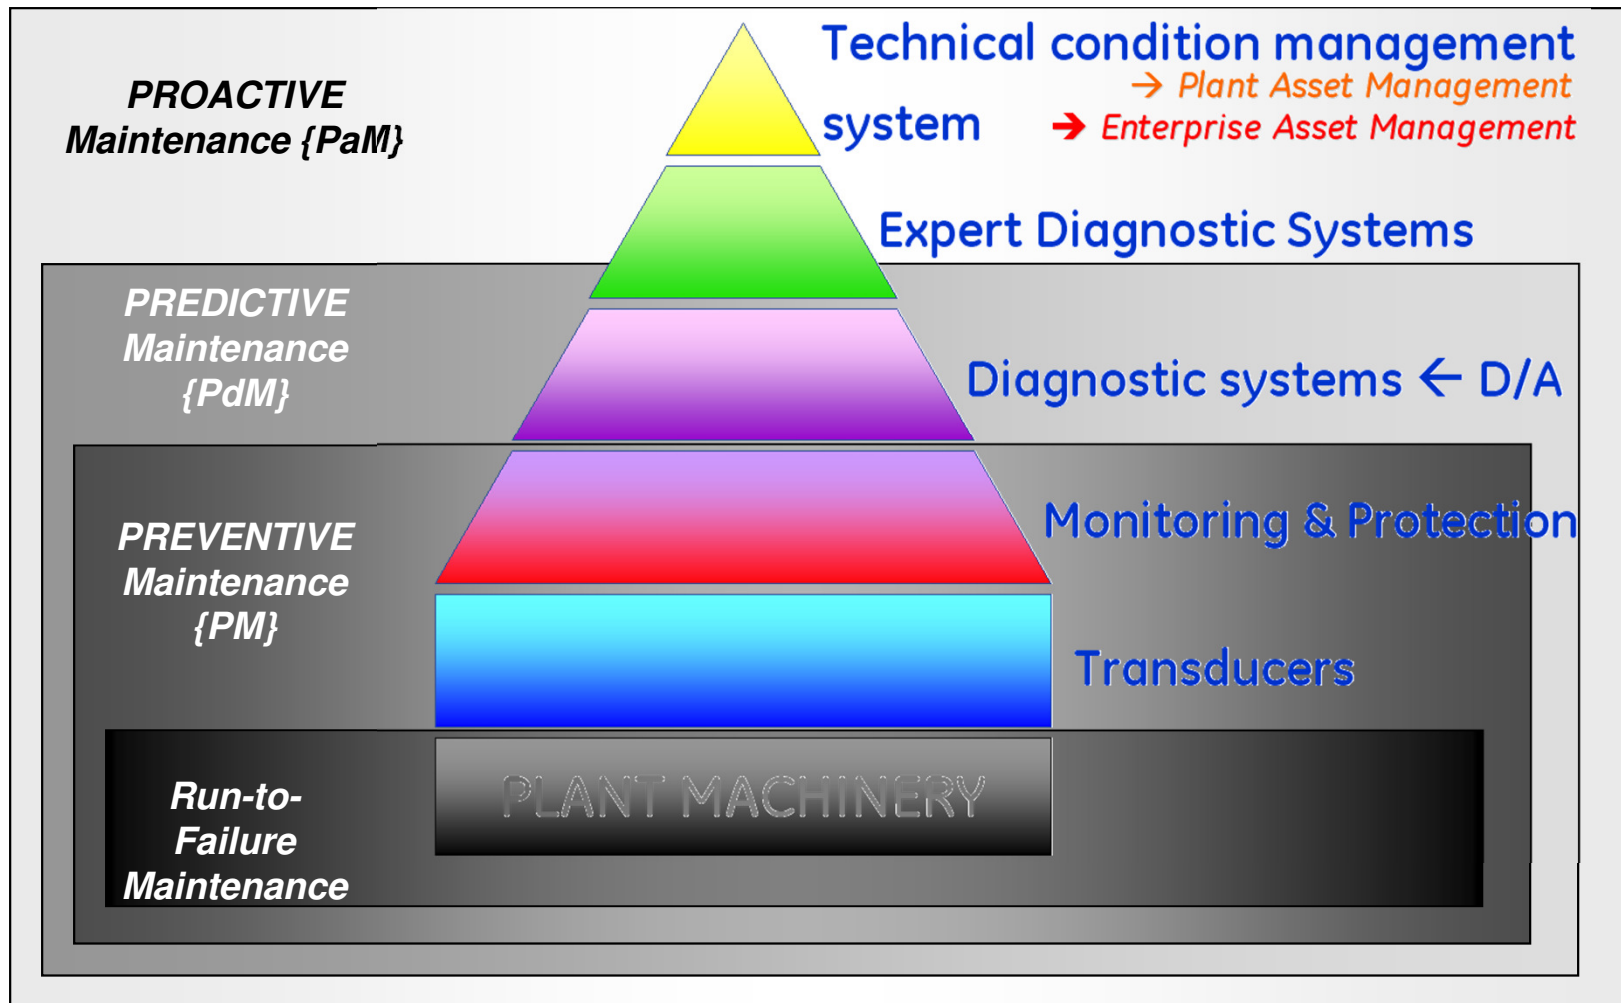 PROACTIVE
Maintenance {PaM}
Technical condition management
→ Plant Asset Management
system
➔ Enterprise Asset Management
Expert Diagnostic Systems
PREDICTIVE
Maintenance
{PdM}
Diagnostic systems ← D/A
PREVENTIVE
Maintenance
{PM}
Monitoring & Protection
Transducers
Run-to-
Failure
Maintenance
PLANT MACHINERY